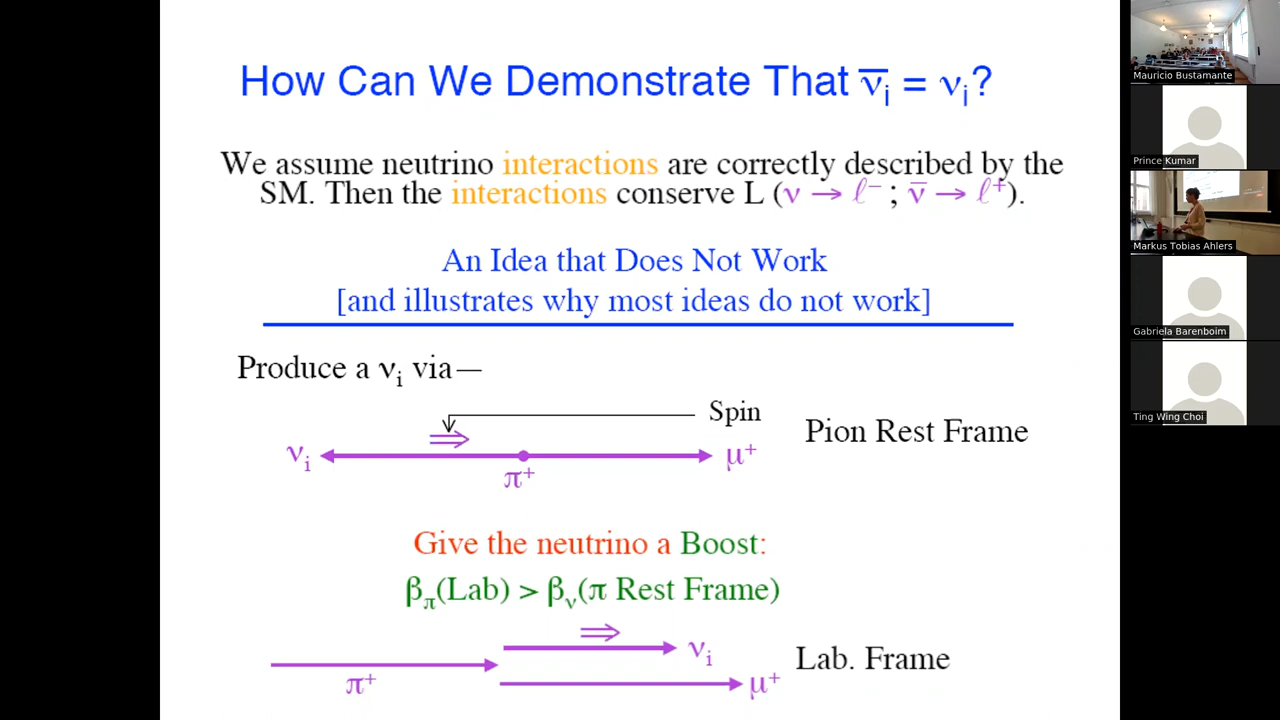 How Can We Demonstrate That ν̅ᵢ = νᵢ?
We assume neutrino interactions are correctly described by the
SM. Then the interactions conserve L (ν → ℓ⁻ ; ν̅ → ℓ⁺).
An Idea that Does Not Work
[and illustrates why most ideas do not work]
Produce a νᵢ via—
Spin
Pion Rest Frame
⇒
νᵢ
μ⁺
π⁺
Give the neutrino a Boost:
β_π(Lab) > β_ν(π Rest Frame)
⇒
νᵢ
Lab. Frame
π⁺
μ⁺
Mauricio Bustamante
Prince Kumar
Markus Tobias Ahlers
Gabriela Barenboim
Ting Wing Choi